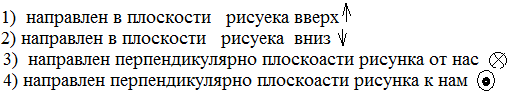 1) направлен в плоскости рисуека вверх
2) направлен в плоскости рисуека вниз
3) направлен перпендикулярно плоскоасти рисунка от нас
4) направлен перпендикулярно плоскоасти рисунка к нам